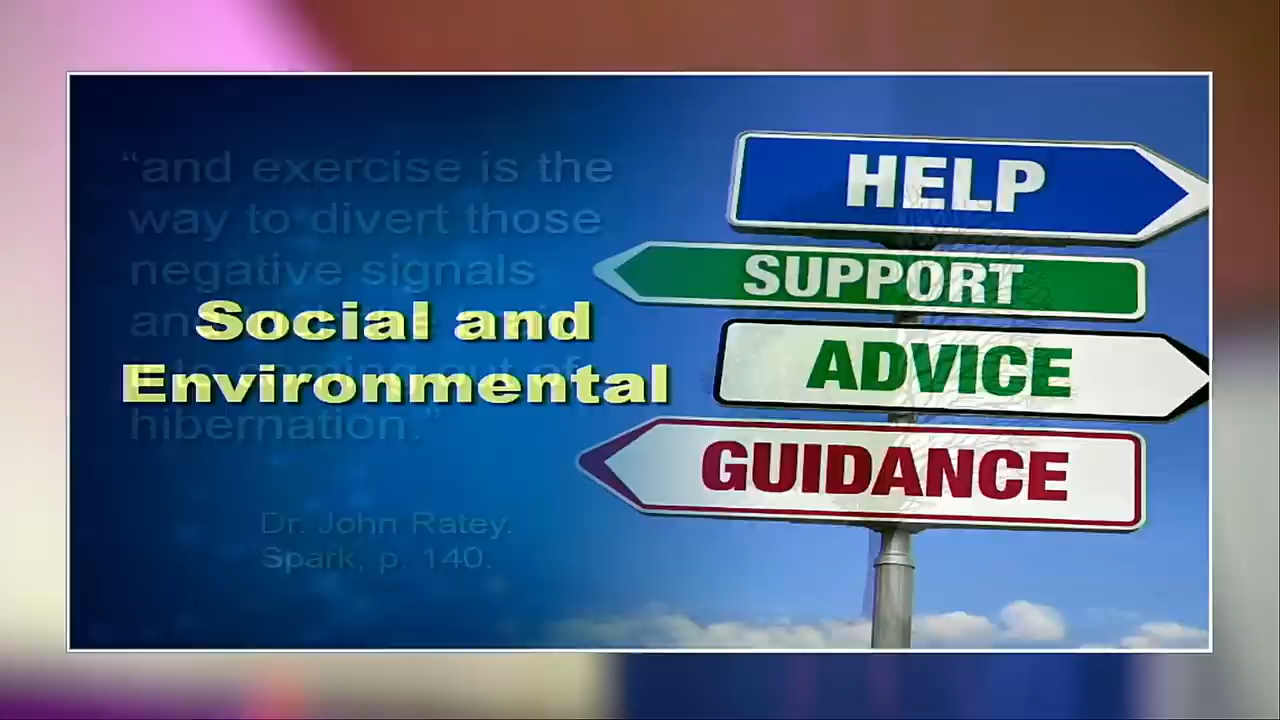 “and exercise is the
way to divert those
negative signals
Social and
Environmental
hibernation.”
Dr. John Ratey.
Spark, p. 140.
HELP
SUPPORT
ADVICE
GUIDANCE